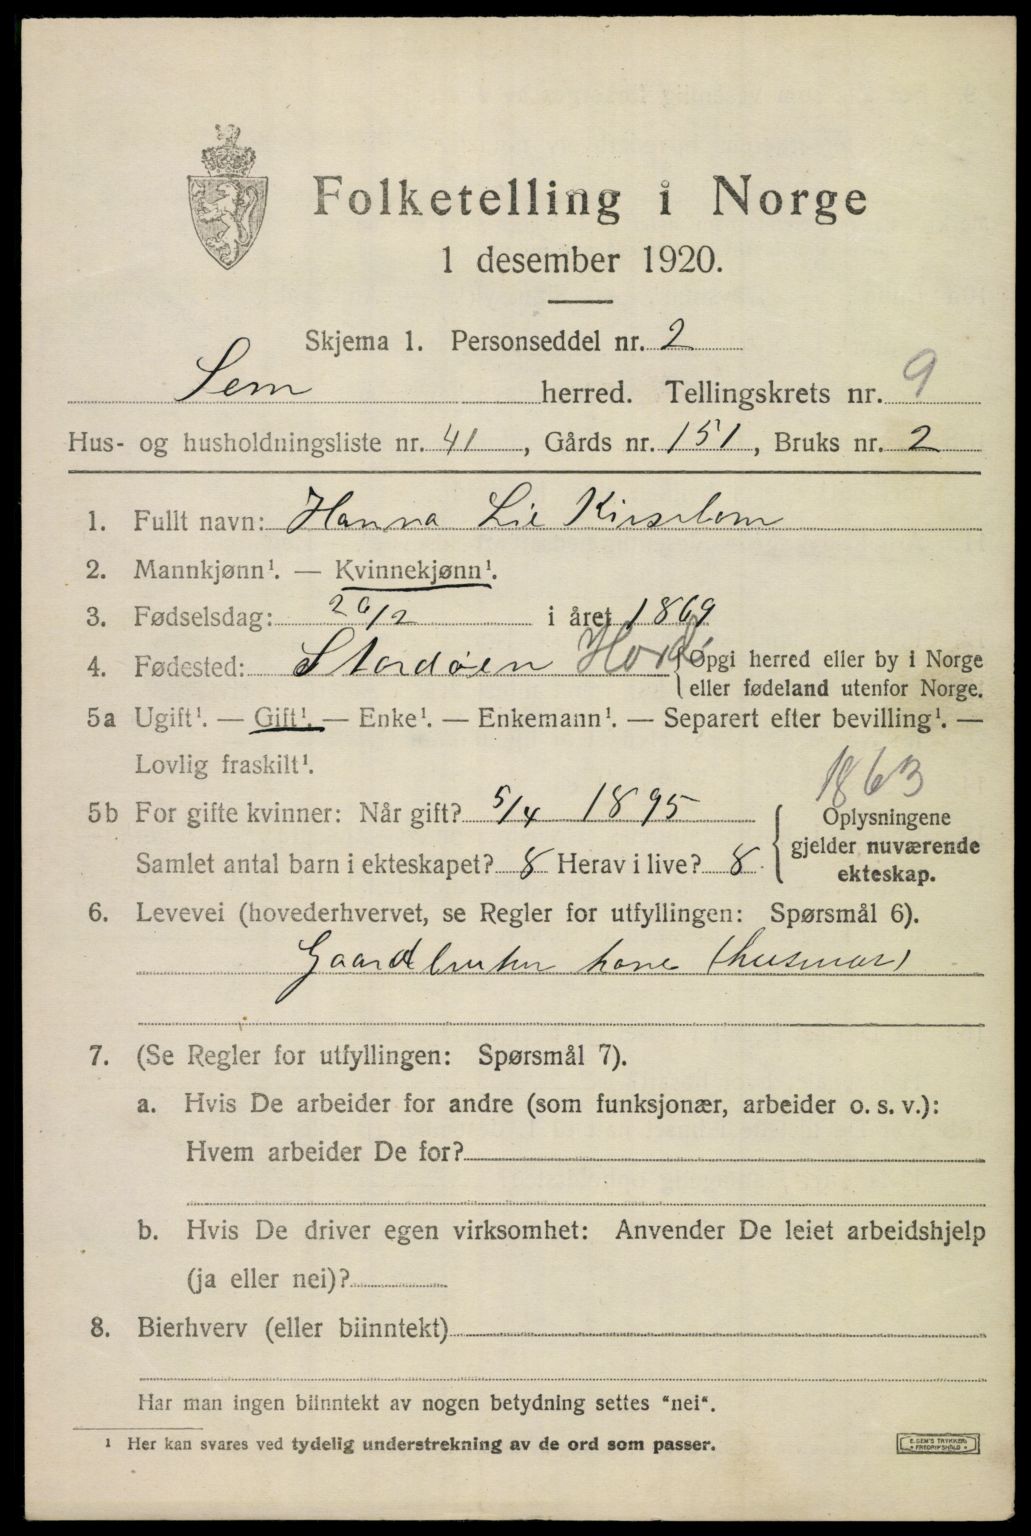 Folketelling i Norge
1 desember 1920.
Skjema 1. Personseddel nr. 2
Sem herred. Tellingskrets nr. 9
Hus- og husholdningsliste nr. 41, Gårds nr. 151, Bruks nr. 2
1. Fullt navn: Hanna Lie
2. Mannkjønn¹. — Kvinnekjønn¹.
3. Fødselsdag: 26/2 i året 1869
4. Fødested: Stordøen Hord {Opgi herred eller by i Norge
eller fødeland utenfor Norge.
5a Ugift¹. — Gift¹. — Enke¹. — Enkemann¹. — Separert efter bevilling¹. —
Lovlig fraskilt¹.
1863
5b For gifte kvinner: Når gift? 5/4 1895
Samlet antal barn i ekteskapet? 8 Herav i live? 8
{ Oplysningene
gjelder nuværende
ekteskap.
6. Levevei (hovederhvervet, se Regler for utfyllingen: Spørsmål 6).
Gaardbruker kone (husmor)
7. (Se Regler for utfyllingen: Spørsmål 7).
a. Hvis De arbeider for andre (som funksjonær, arbeider o. s. v.):
Hvem arbeider De for?
b. Hvis De driver egen virksomhet: Anvender De leiet arbeidshjelp
(ja eller nei)?
8. Bierhverv (eller biinntekt)
Har man ingen biinntekt av nogen betydning settes "nei".
¹ Her kan svares ved tydelig understrekning av de ord som passer.
E. SEM'S TRYKKERI
• FREDRIKSHALD •